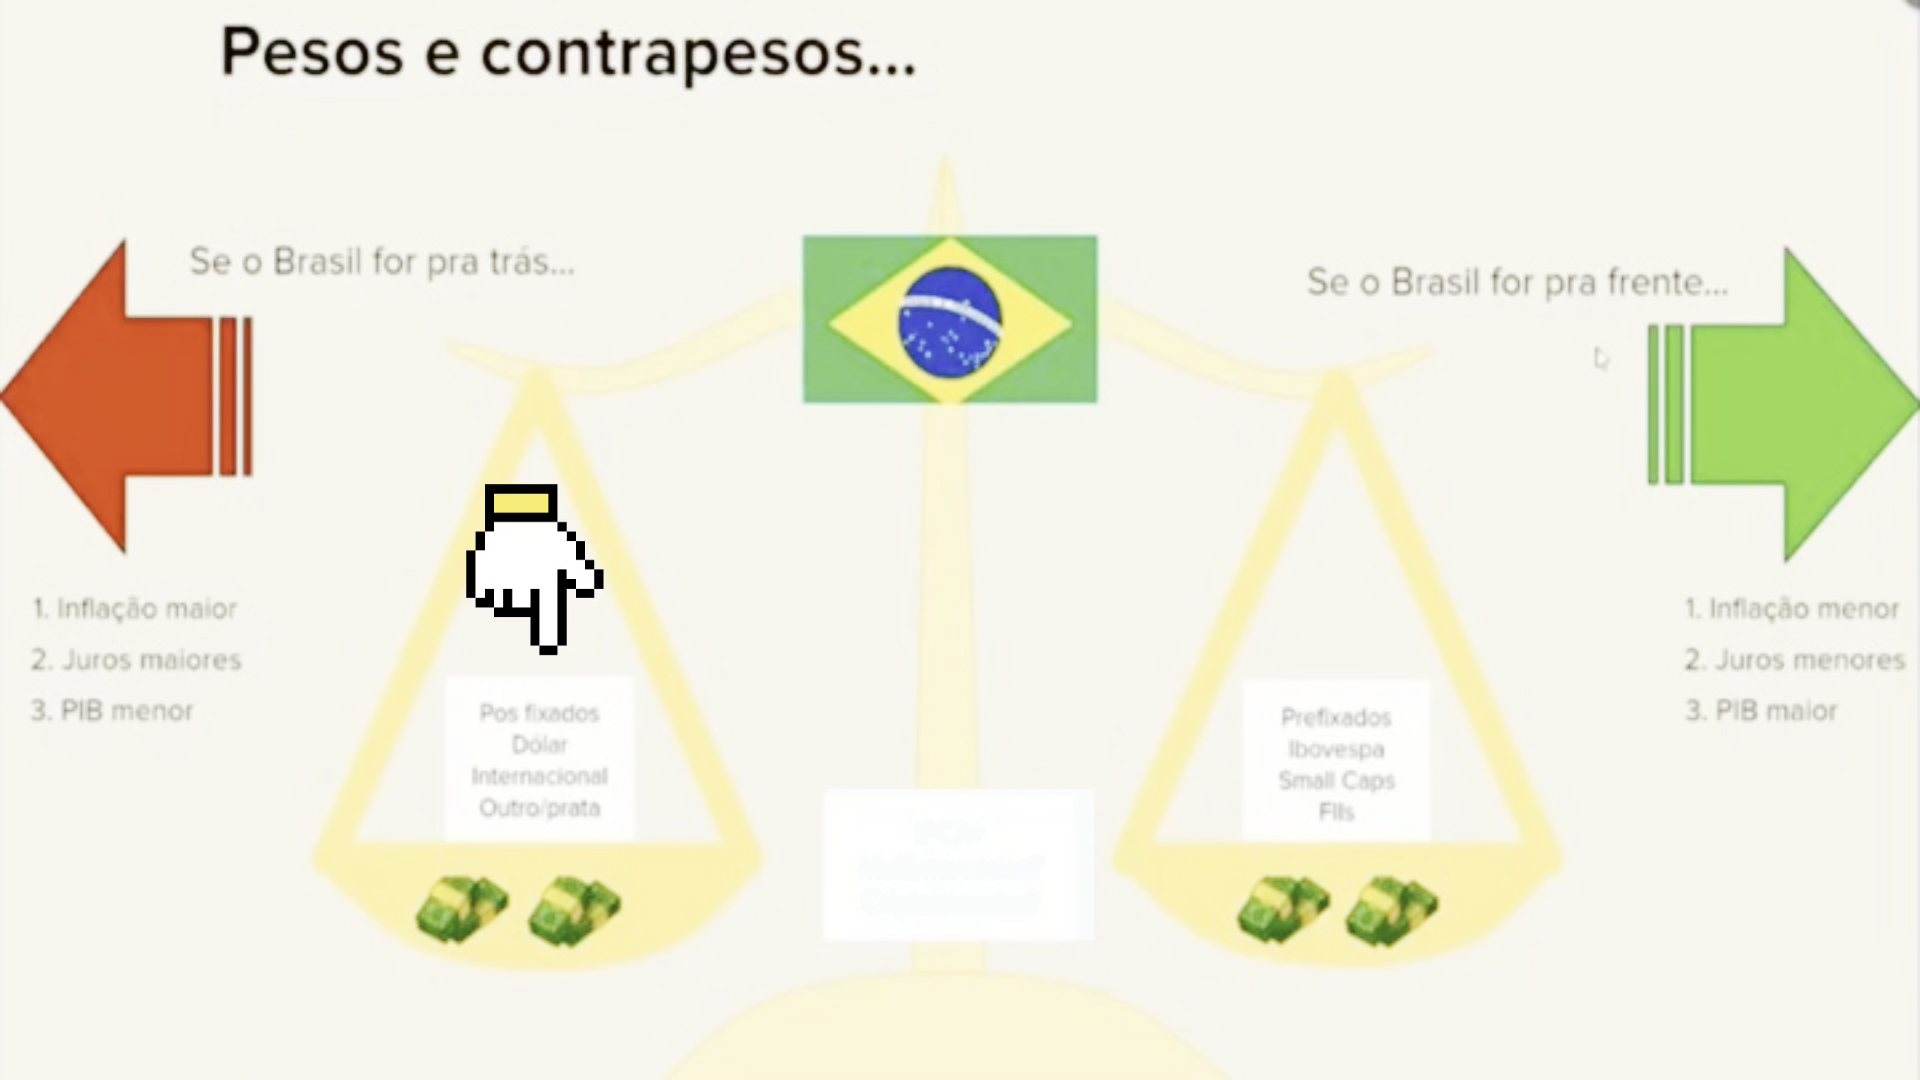 Pesos e contrapesos...
Se o Brasil for pra trás...
Se o Brasil for pra frente...
1. Inflação maior
2. Juros maiores
3. PIB menor
Pos fixados
Dólar
Internacional
Outro/prata
Prefixados
Ibovespa
Small Caps
FIIs
1. Inflação menor
2. Juros menores
3. PIB maior